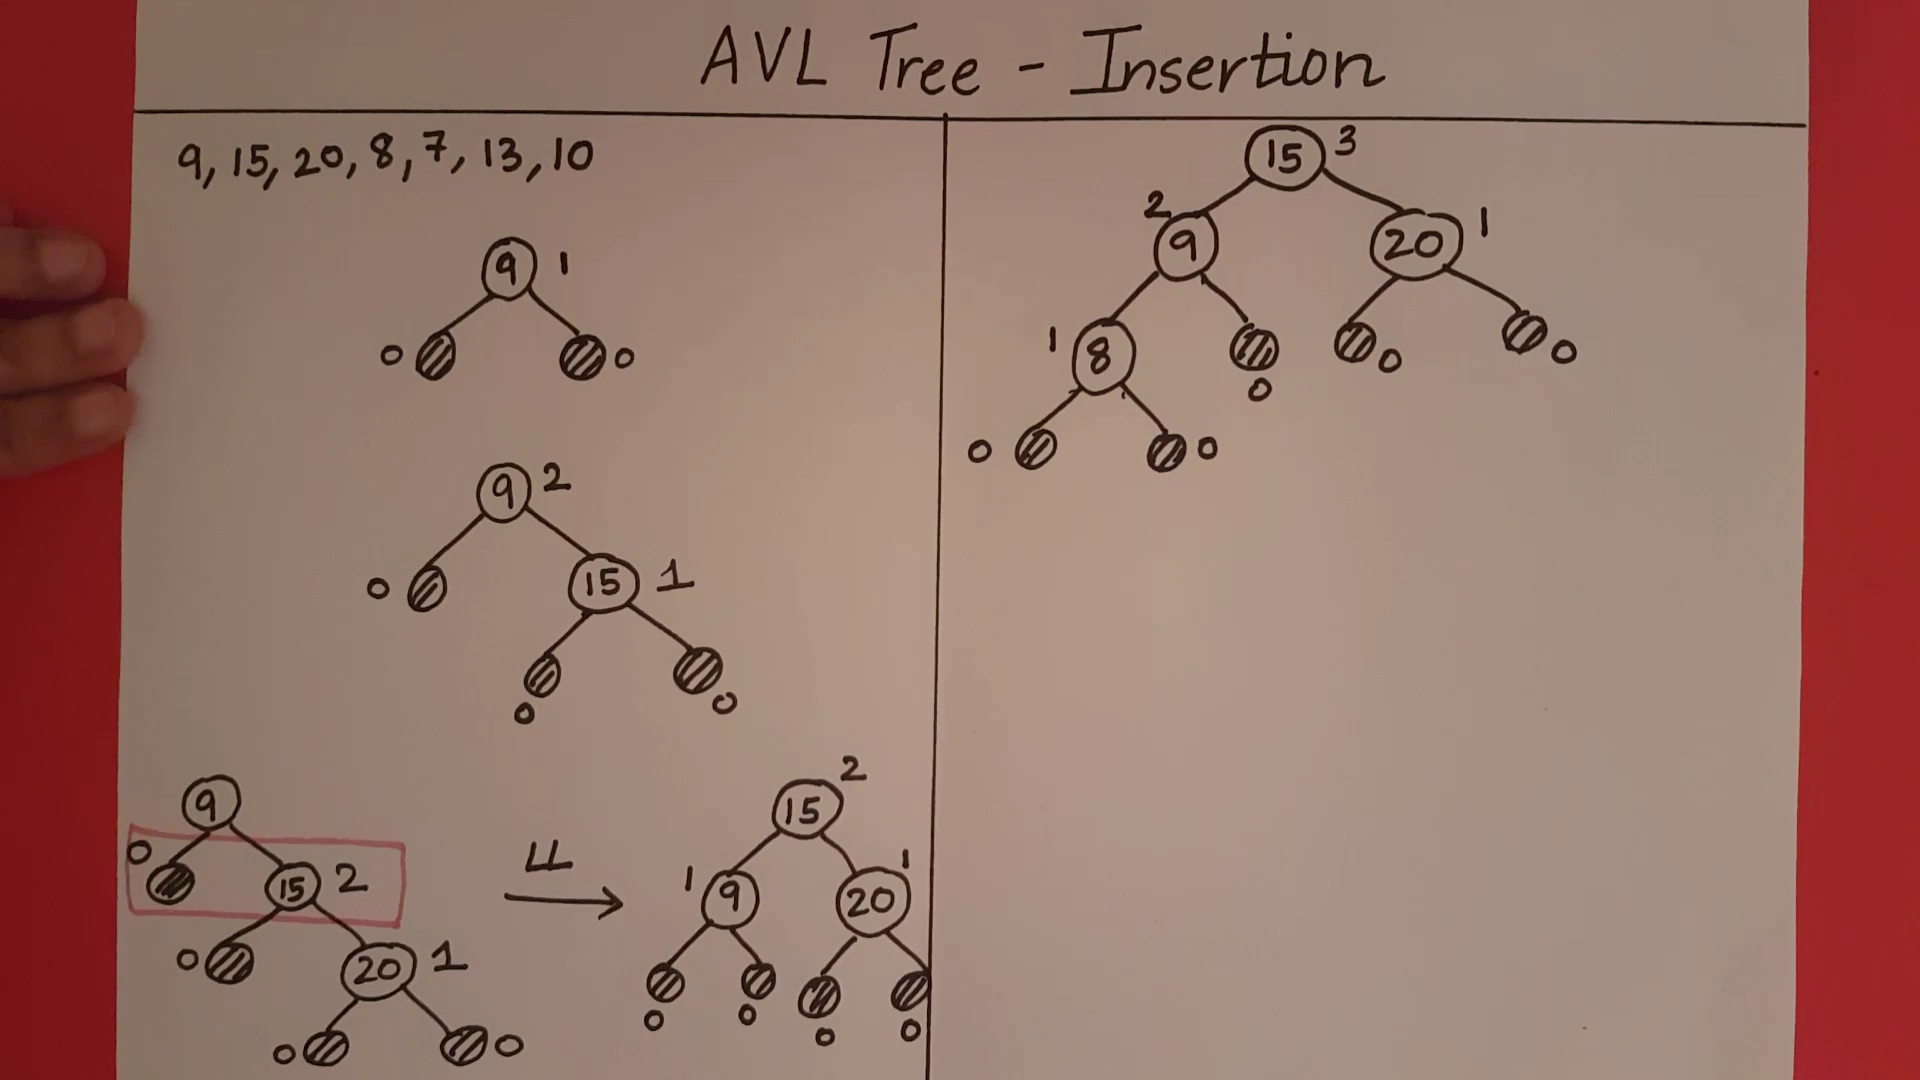 AVL Tree - Insertion
9, 15, 20, 8, 7, 13, 10
9 1
0 0
9 2
0 15 1
0 0
9
0 15 2
0 20 1
0 0
LL
15 2
1 9 20 1
0 0 0 0
15 3
2 9 20 1
1 8 0 0 0
0 0